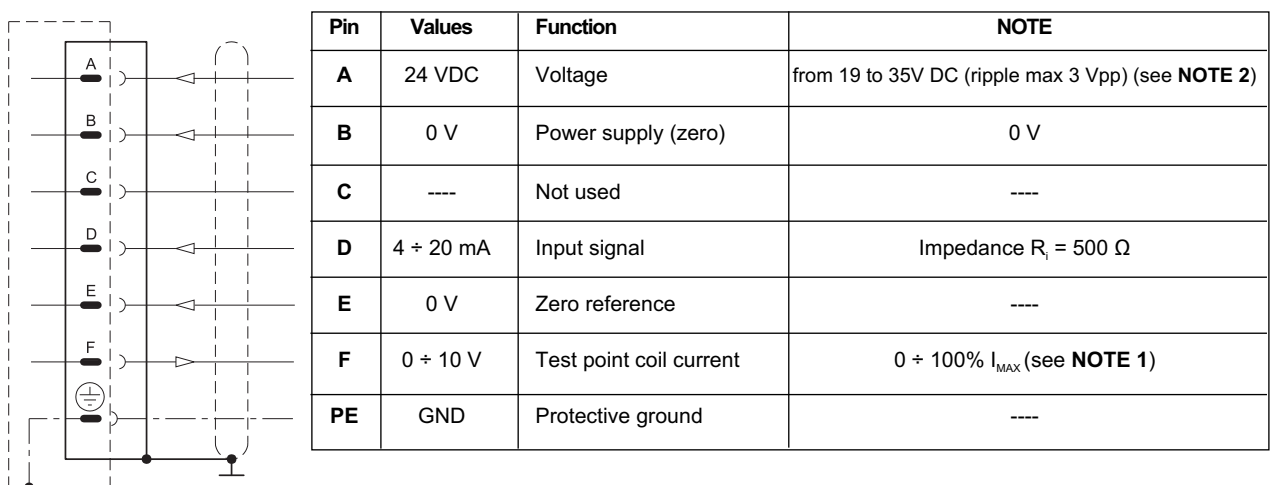 A
B
C
D
E
F
Pin Values Function NOTE
A 24 VDC Voltage from 19 to 35V DC (ripple max 3 Vpp) (see NOTE 2)
B 0 V Power supply (zero) 0 V
C ---- Not used ----
D 4 ÷ 20 mA Input signal Impedance Ri = 500 Ω
E 0 V Zero reference ----
F 0 ÷ 10 V Test point coil current 0 ÷ 100% IMAX (see NOTE 1)
PE GND Protective ground ----